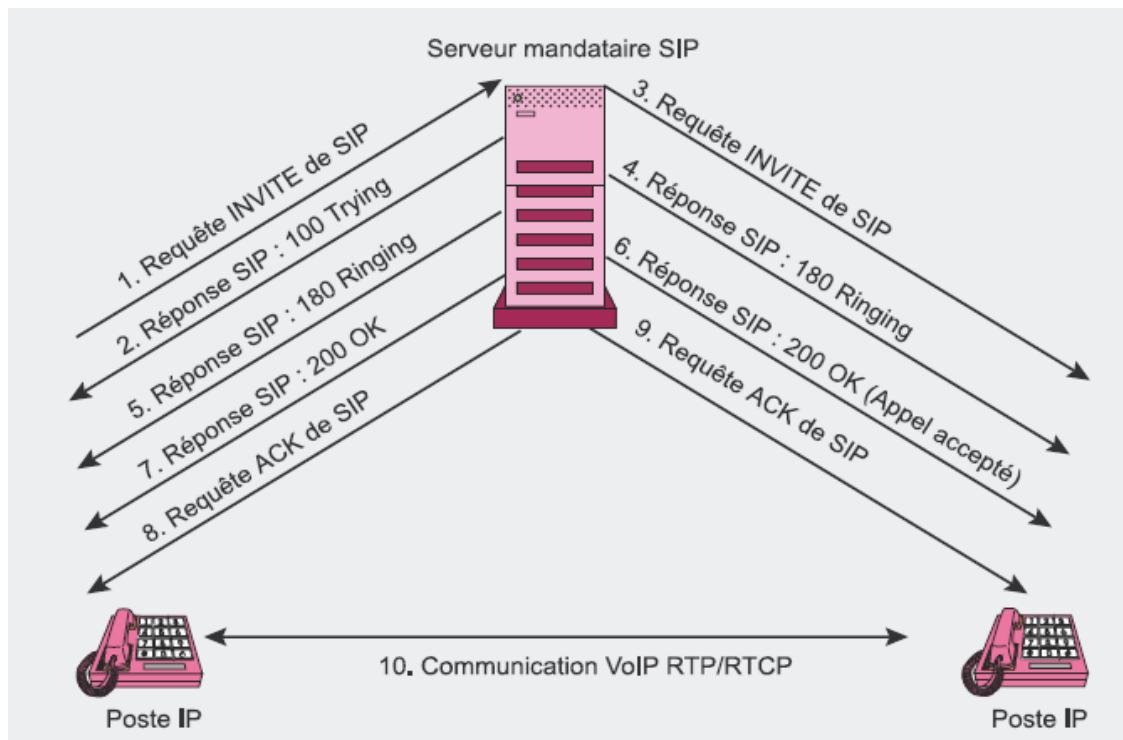 Serveur mandataire SIP
1. Requête INVITE de SIP
2. Réponse SIP : 100 Trying
3. Requête INVITE de SIP
4. Réponse SIP : 180 Ringing
5. Réponse SIP : 180 Ringing
6. Réponse SIP : 200 OK (Appel accepté)
7. Réponse SIP : 200 OK
8. Requête ACK de SIP
9. Requête ACK de SIP
10. Communication VoIP RTP/RTCP
Poste IP
Poste IP